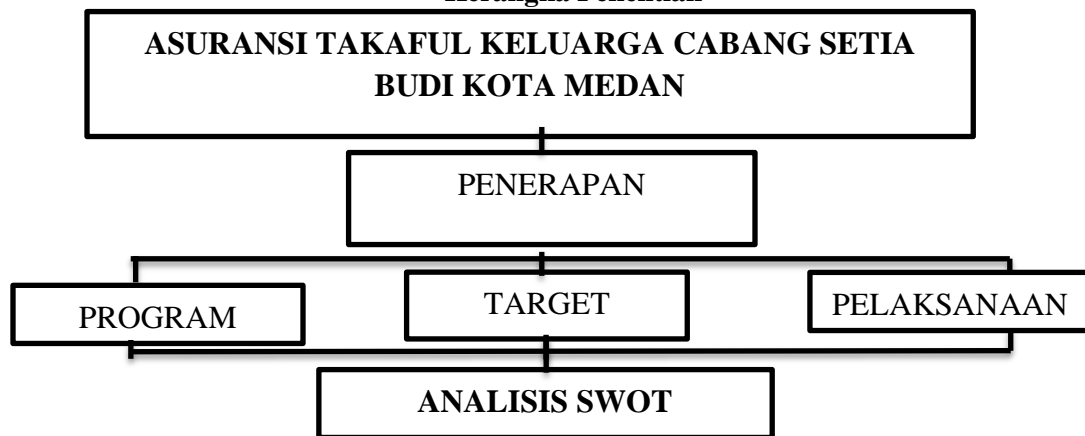 ASURANSI TAKAFUL KELUARGA CABANG SETIA
BUDI KOTA MEDAN
PENERAPAN
PROGRAM
TARGET
PELAKSANAAN
ANALISIS SWOT